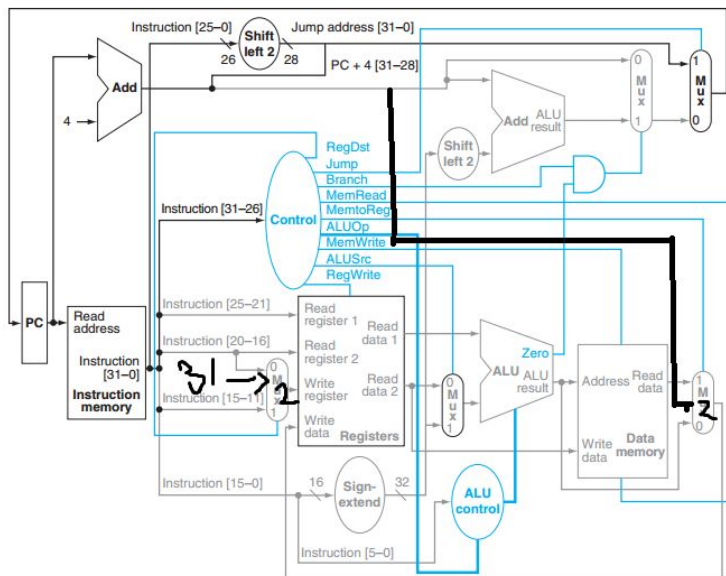 Instruction [25–0]
Jump address [31–0]
Shift
left 2
26
28
PC + 4 [31–28]
Add
4
0
M
u
x
1
1
M
u
x
0
Add
ALU
result
Shift
left 2
RegDst
Jump
Branch
MemRead
MemtoReg
ALUOp
MemWrite
ALUSrc
RegWrite
Control
Instruction [31–26]
PC
Read
address
Instruction
[31–0]
Instruction
memory
Instruction [25–21]
Instruction [20–16]
Instruction [15–11]
31
0
M
u
x
1
2
Read
register 1
Read
register 2
Write
register
Write
data
Read
data 1
Read
data 2
Registers
0
M
u
x
1
Zero
ALU
ALU
result
Address
Read
data
Write
data
Data
memory
1
M
2
0
Instruction [15–0]
16
Sign-
extend
32
ALU
control
Instruction [5–0]